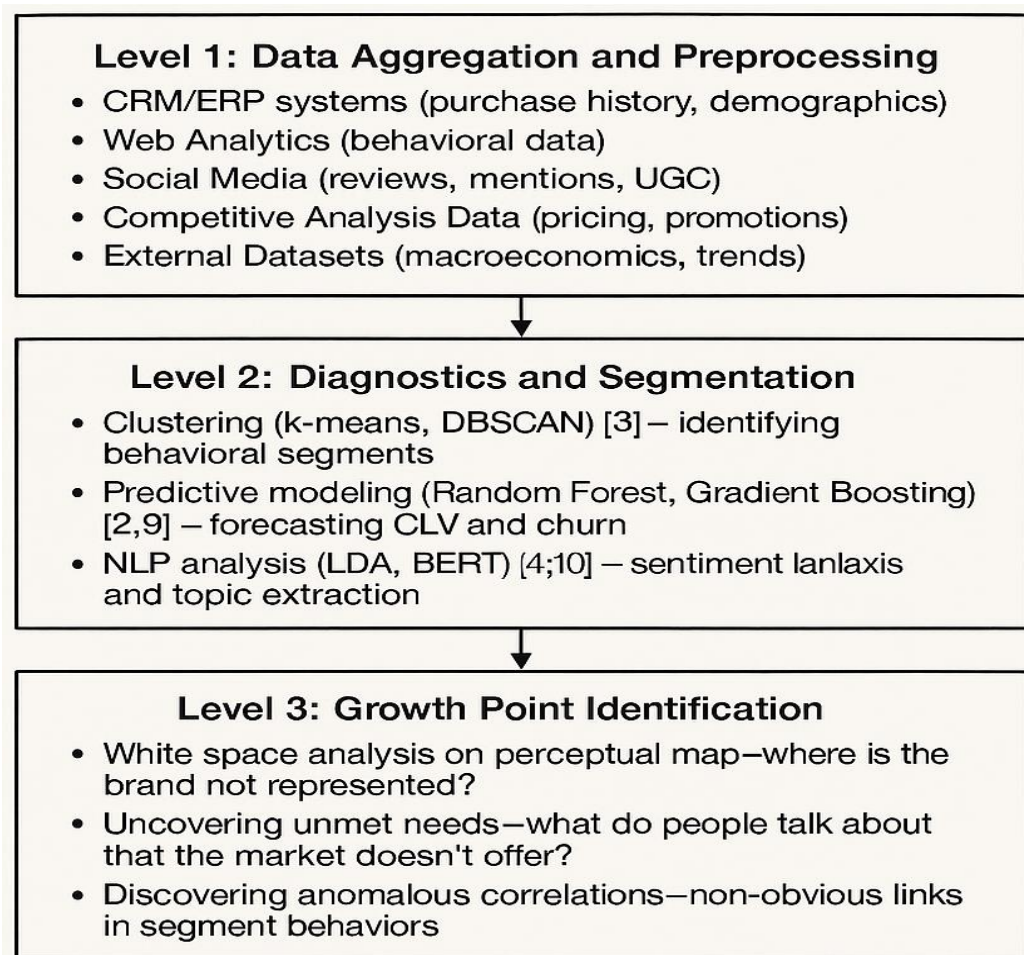 Level 1: Data Aggregation and Preprocessing
• CRM/ERP systems (purchase history, demographics)
• Web Analytics (behavioral data)
• Social Media (reviews, mentions, UGC)
• Competitive Analysis Data (pricing, promotions)
• External Datasets (macroeconomics, trends)
Level 2: Diagnostics and Segmentation
• Clustering (k-means, DBSCAN) [3] – identifying
behavioral segments
• Predictive modeling (Random Forest, Gradient Boosting)
[2,9] – forecasting CLV and churn
• NLP analysis (LDA, BERT) [4;10] – sentiment lanlaxis
and topic extraction
Level 3: Growth Point Identification
• White space analysis on perceptual map—where is the
brand not represented?
• Uncovering unmet needs—what do people talk about
that the market doesn't offer?
• Discovering anomalous correlations—non-obvious links
in segment behaviors